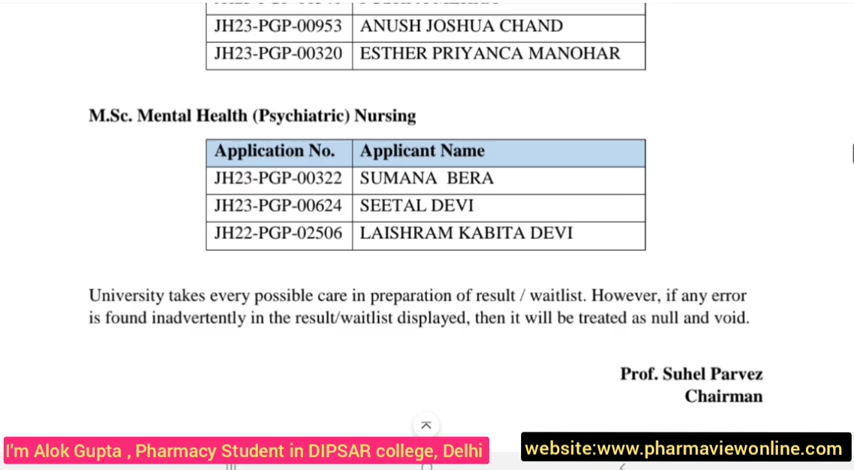 JH23-PGP-00953 ANUSH JOSHUA CHAND
JH23-PGP-00320 ESTHER PRIYANCA MANOHAR
M.Sc. Mental Health (Psychiatric) Nursing
Application No. Applicant Name
JH23-PGP-00322 SUMANA BERA
JH23-PGP-00624 SEETAL DEVI
JH22-PGP-02506 LAISHRAM KABITA DEVI
University takes every possible care in preparation of result / waitlist. However, if any error
is found inadvertently in the result/waitlist displayed, then it will be treated as null and void.
Prof. Suhel Parvez
Chairman
I'm Alok Gupta , Pharmacy Student in DIPSAR college, Delhi
website:www.pharmaviewonline.com